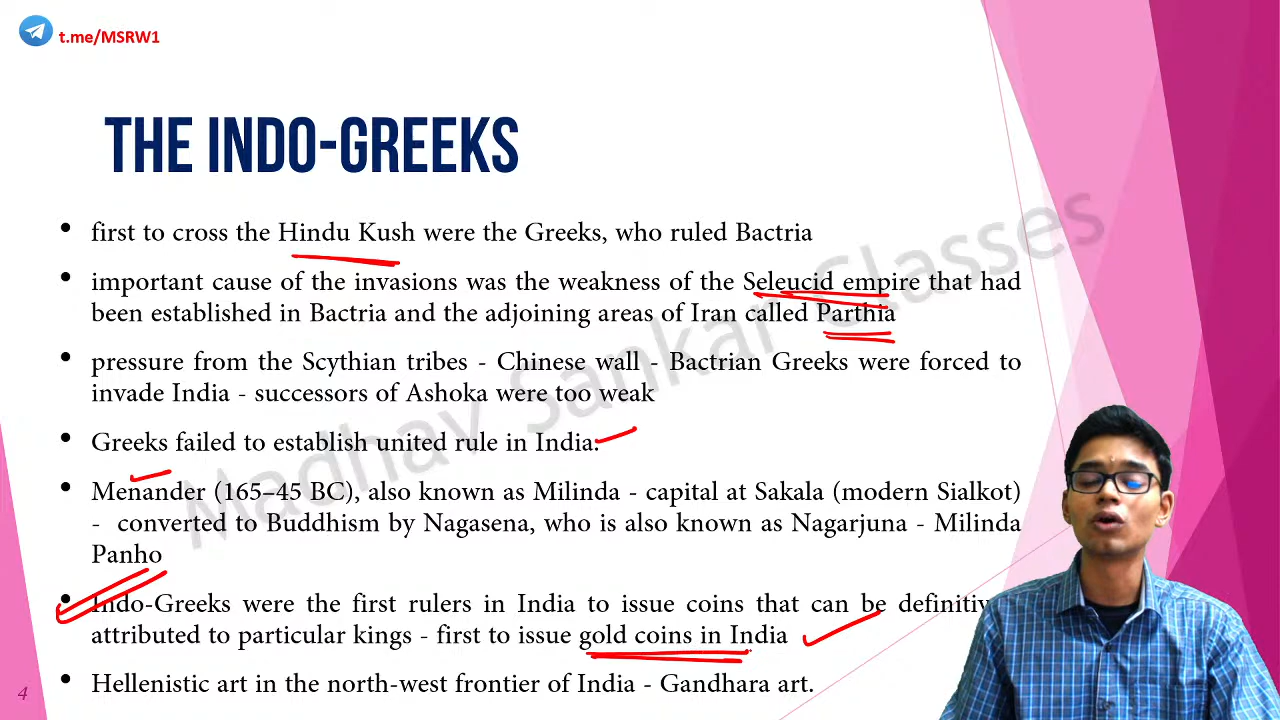 t.me/MSRW1
THE INDO-GREEKS
• first to cross the Hindu Kush were the Greeks, who ruled Bactria
• important cause of the invasions was the weakness of the Seleucid empire that had
been established in Bactria and the adjoining areas of Iran called Parthia
• pressure from the Scythian tribes - Chinese wall - Bactrian Greeks were forced to
invade India - successors of Ashoka were too weak
• Greeks failed to establish united rule in India.
• Menander (165–45 BC), also known as Milinda - capital at Sakala (modern Sialkot)
- converted to Buddhism by Nagasena, who is also known as Nagarjuna - Milinda
Panho
• Indo-Greeks were the first rulers in India to issue coins that can be
attributed to particular kings - first to issue gold coins in India
• Hellenistic art in the north-west frontier of India - Gandhara art.
4
Madhav Sankar Classes